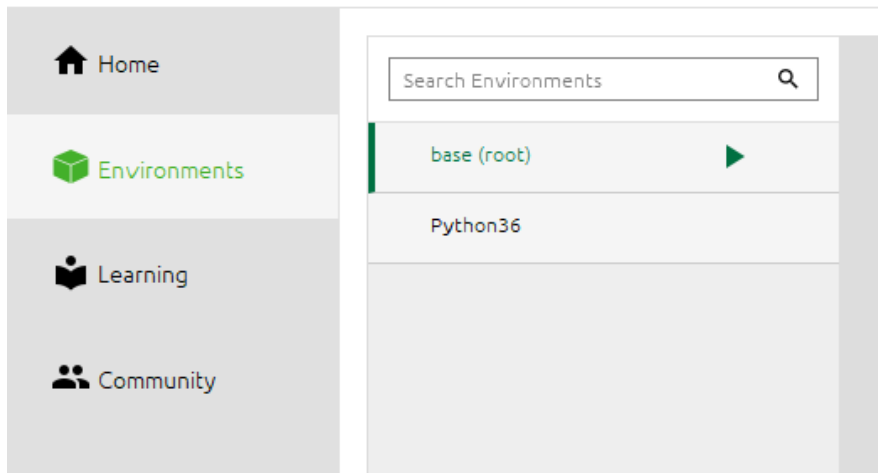 Home
Environments
Learning
Community
Search Environments
base (root)
Python36